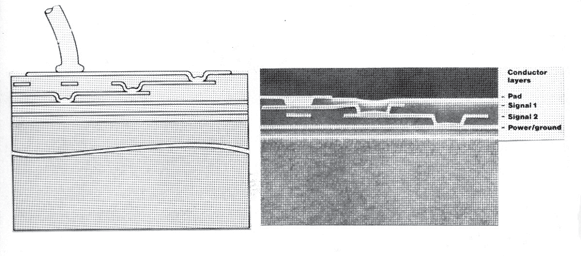 Conductor
layers
- Pad
- Signal 1
- Signal 2
- Power/ground